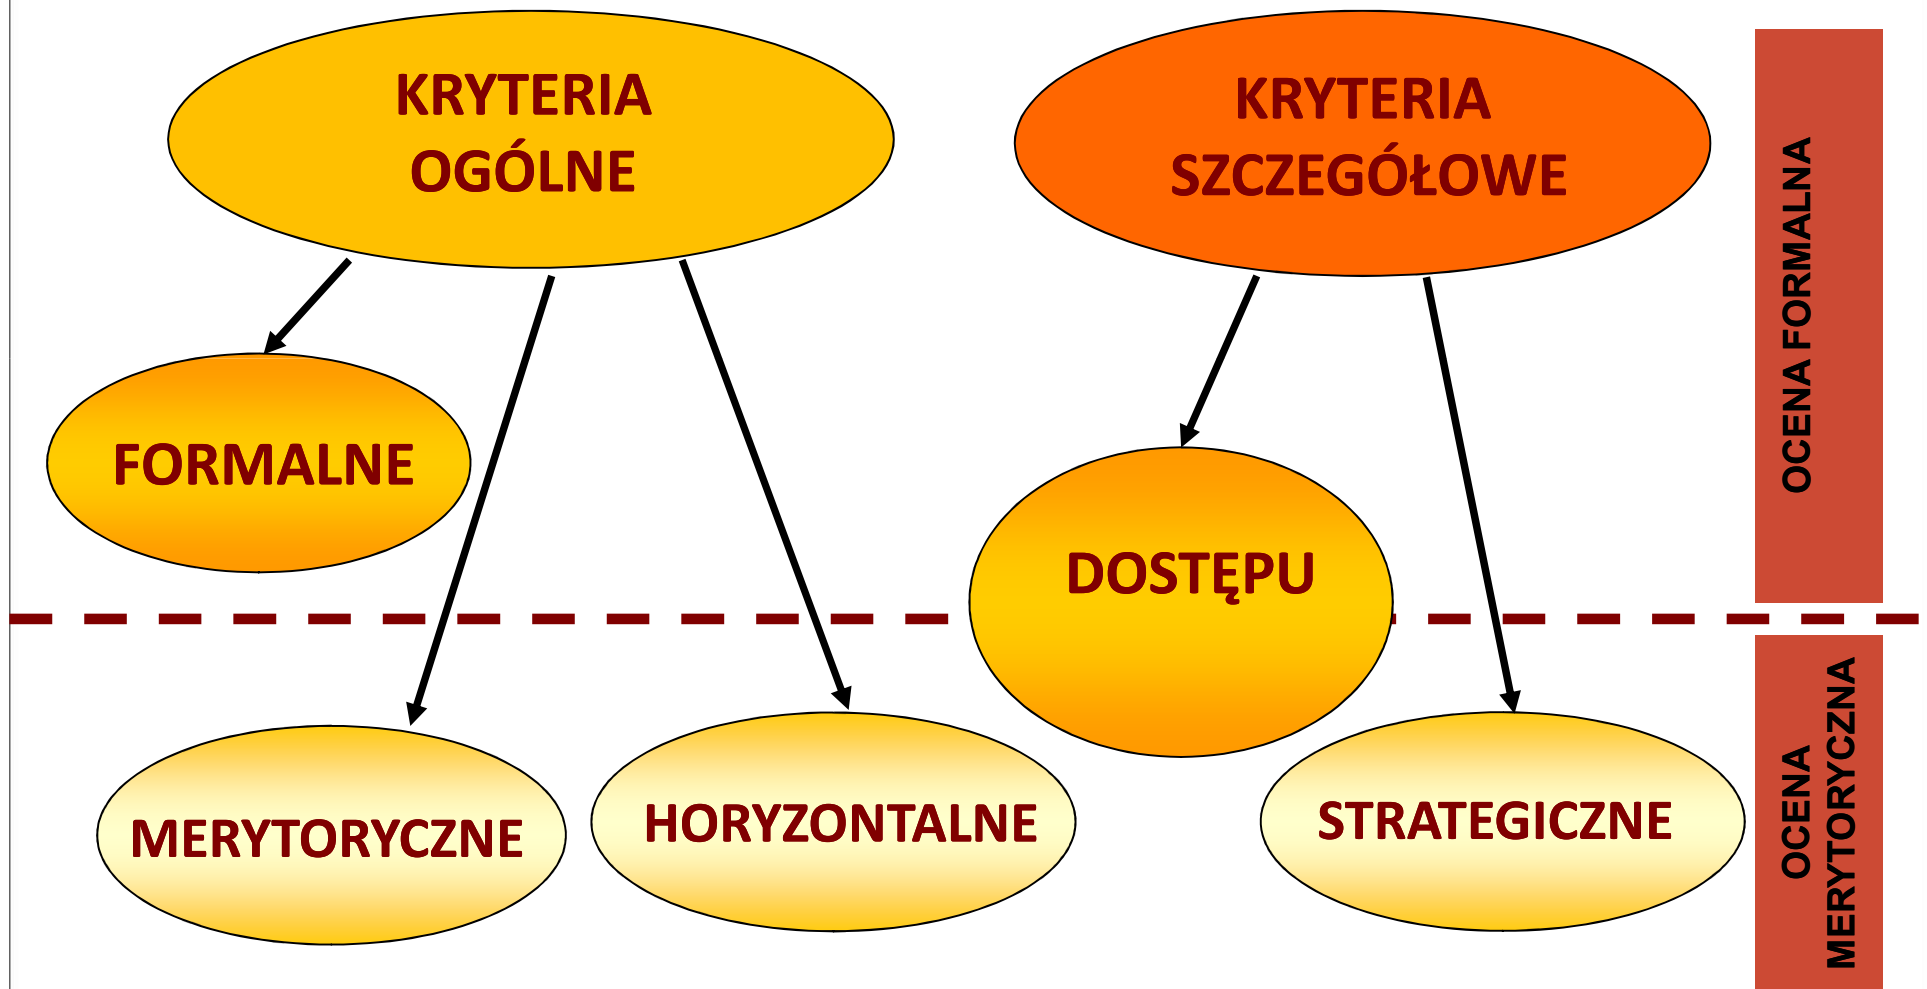 KRYTERIA
OGÓLNE
KRYTERIA
SZCZEGÓŁOWE
OCENA FORMALNA
FORMALNE
DOSTĘPU
MERYTORYCZNE
HORYZONTALNE
STRATEGICZNE
OCENA
MERYTORYCZNA